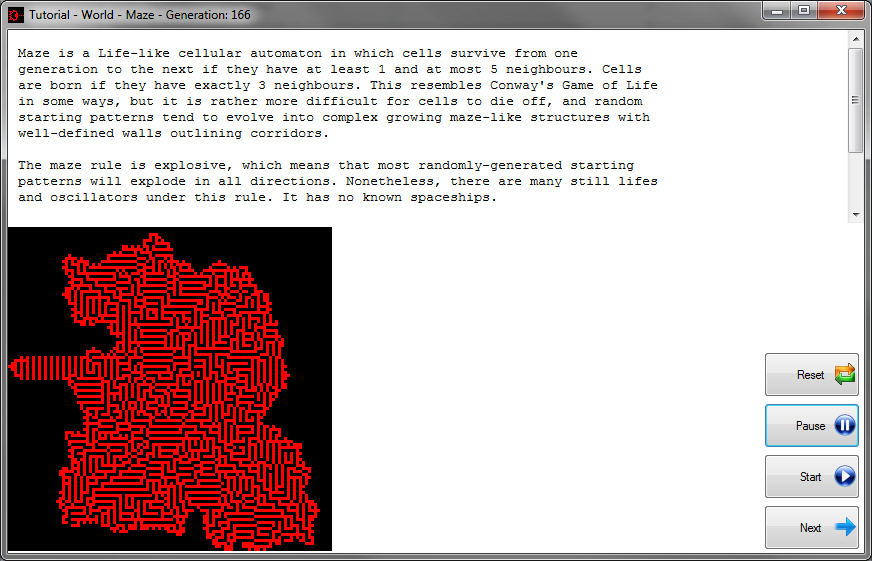 Tutorial - World - Maze - Generation: 166
Maze is a Life-like cellular automaton in which cells survive from one
generation to the next if they have at least 1 and at most 5 neighbours. Cells
are born if they have exactly 3 neighbours. This resembles Conway's Game of Life
in some ways, but it is rather more difficult for cells to die off, and random
starting patterns tend to evolve into complex growing maze-like structures with
well-defined walls outlining corridors.
The maze rule is explosive, which means that most randomly-generated starting
patterns will explode in all directions. Nonetheless, there are many still lifes
and oscillators under this rule. It has no known spaceships.
Reset
Pause
Start
Next